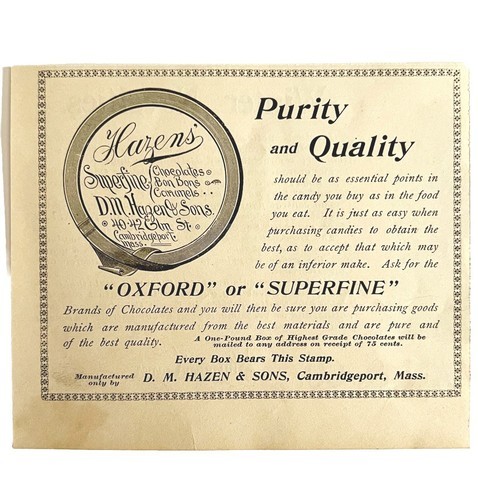 Hazens'
Superfine Chocolates
Bon Bons
Caramels
D.M. Hazen & Sons.
40-42 Elm St.
Cambridgeport.
Mass.
Purity
and Quality
should be as essential points in
the candy you buy as in the food
you eat. It is just as easy when
purchasing candies to obtain the
best, as to accept that which may
be of an inferior make. Ask for the
"OXFORD" or "SUPERFINE"
Brands of Chocolates and you will then be sure you are purchasing goods
which are manufactured from the best materials and are pure and
of the best quality. A One-Pound Box of Highest Grade Chocolates will be
mailed to any address on receipt of 75 cents.
Every Box Bears This Stamp.
Manufactured
only by D. M. HAZEN & SONS, Cambridgeport, Mass.